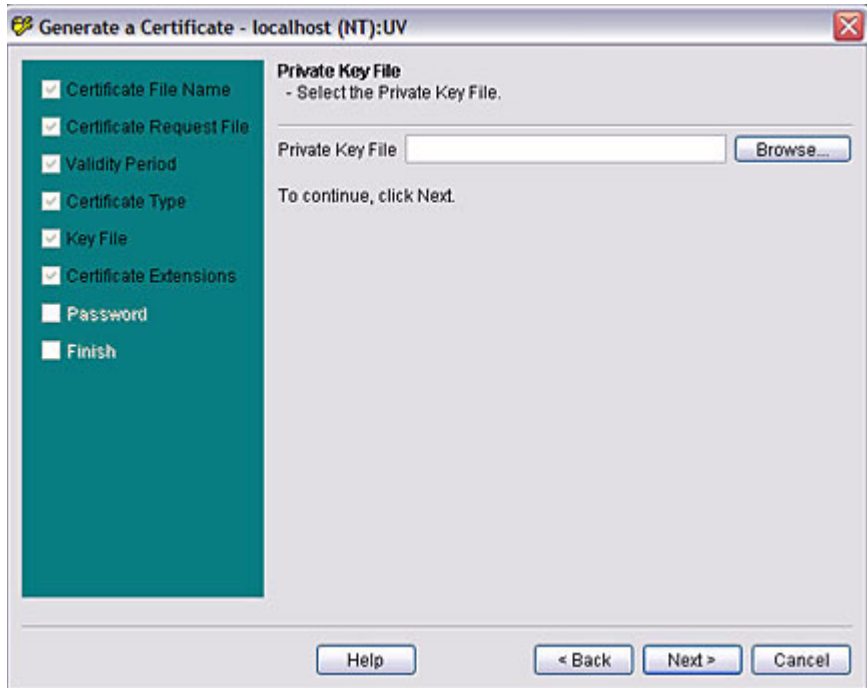 Generate a Certificate - localhost (NT):UV
Certificate File Name
Certificate Request File
Validity Period
Certificate Type
Key File
Certificate Extensions
Password
Finish
Private Key File
- Select the Private Key File.
Private Key File
Browse...
To continue, click Next.
Help
< Back
Next >
Cancel